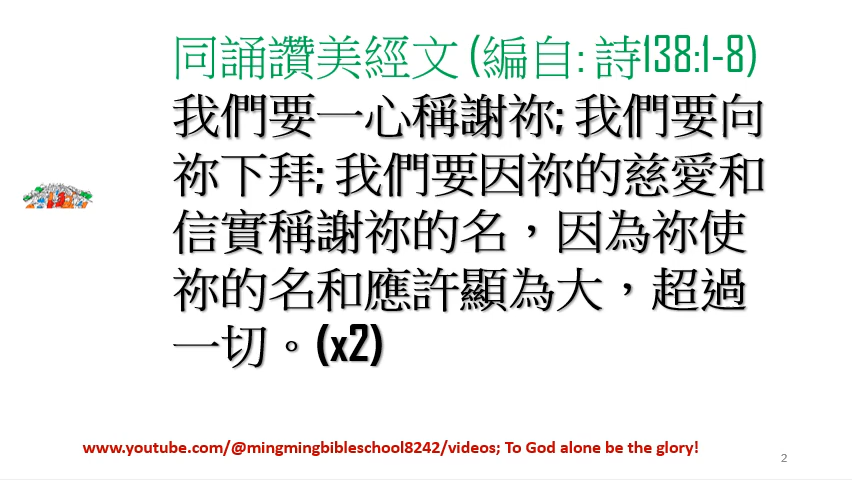 同誦讚美經文 (編自: 詩138:1-8)
我們要一心稱謝祢; 我們要向
祢下拜; 我們要因祢的慈愛和
信實稱謝祢的名，因為祢使
祢的名和應許顯為大，超過
一切。(x2)
www.youtube.com/@mingmingbibleschool8242/videos; To God alone be the glory!
2